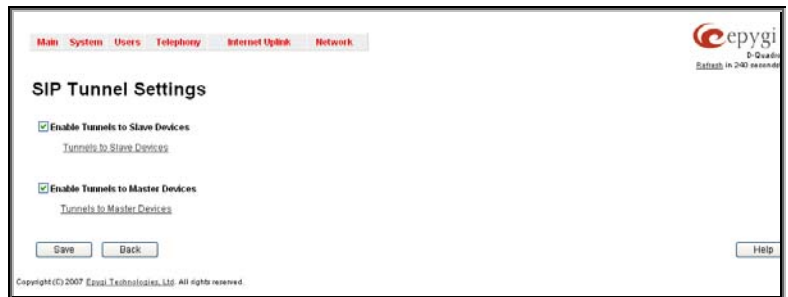 Main System Users Telephony Internet Uplink Network
epygi
D-Quadro
Refresh in 240 seconds
SIP Tunnel Settings
Enable Tunnels to Slave Devices
Tunnels to Slave Devices
Enable Tunnels to Master Devices
Tunnels to Master Devices
Save Back Help
Copyright (C) 2007 Epygi Technologies, Ltd. All rights reserved.